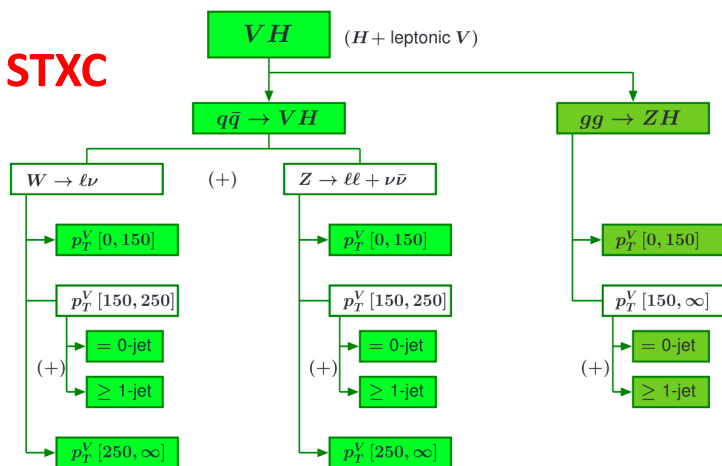 VH (H + leptonic V)
STXC
qq̄ → VH gg → ZH
W → ℓν (+) Z → ℓℓ + νν̄
p_T^V [0, 150] p_T^V [0, 150] p_T^V [0, 150]
p_T^V [150, 250] p_T^V [150, 250] p_T^V [150, ∞]
= 0-jet = 0-jet = 0-jet
(+) (+) (+)
≥ 1-jet ≥ 1-jet ≥ 1-jet
p_T^V [250, ∞] p_T^V [250, ∞]